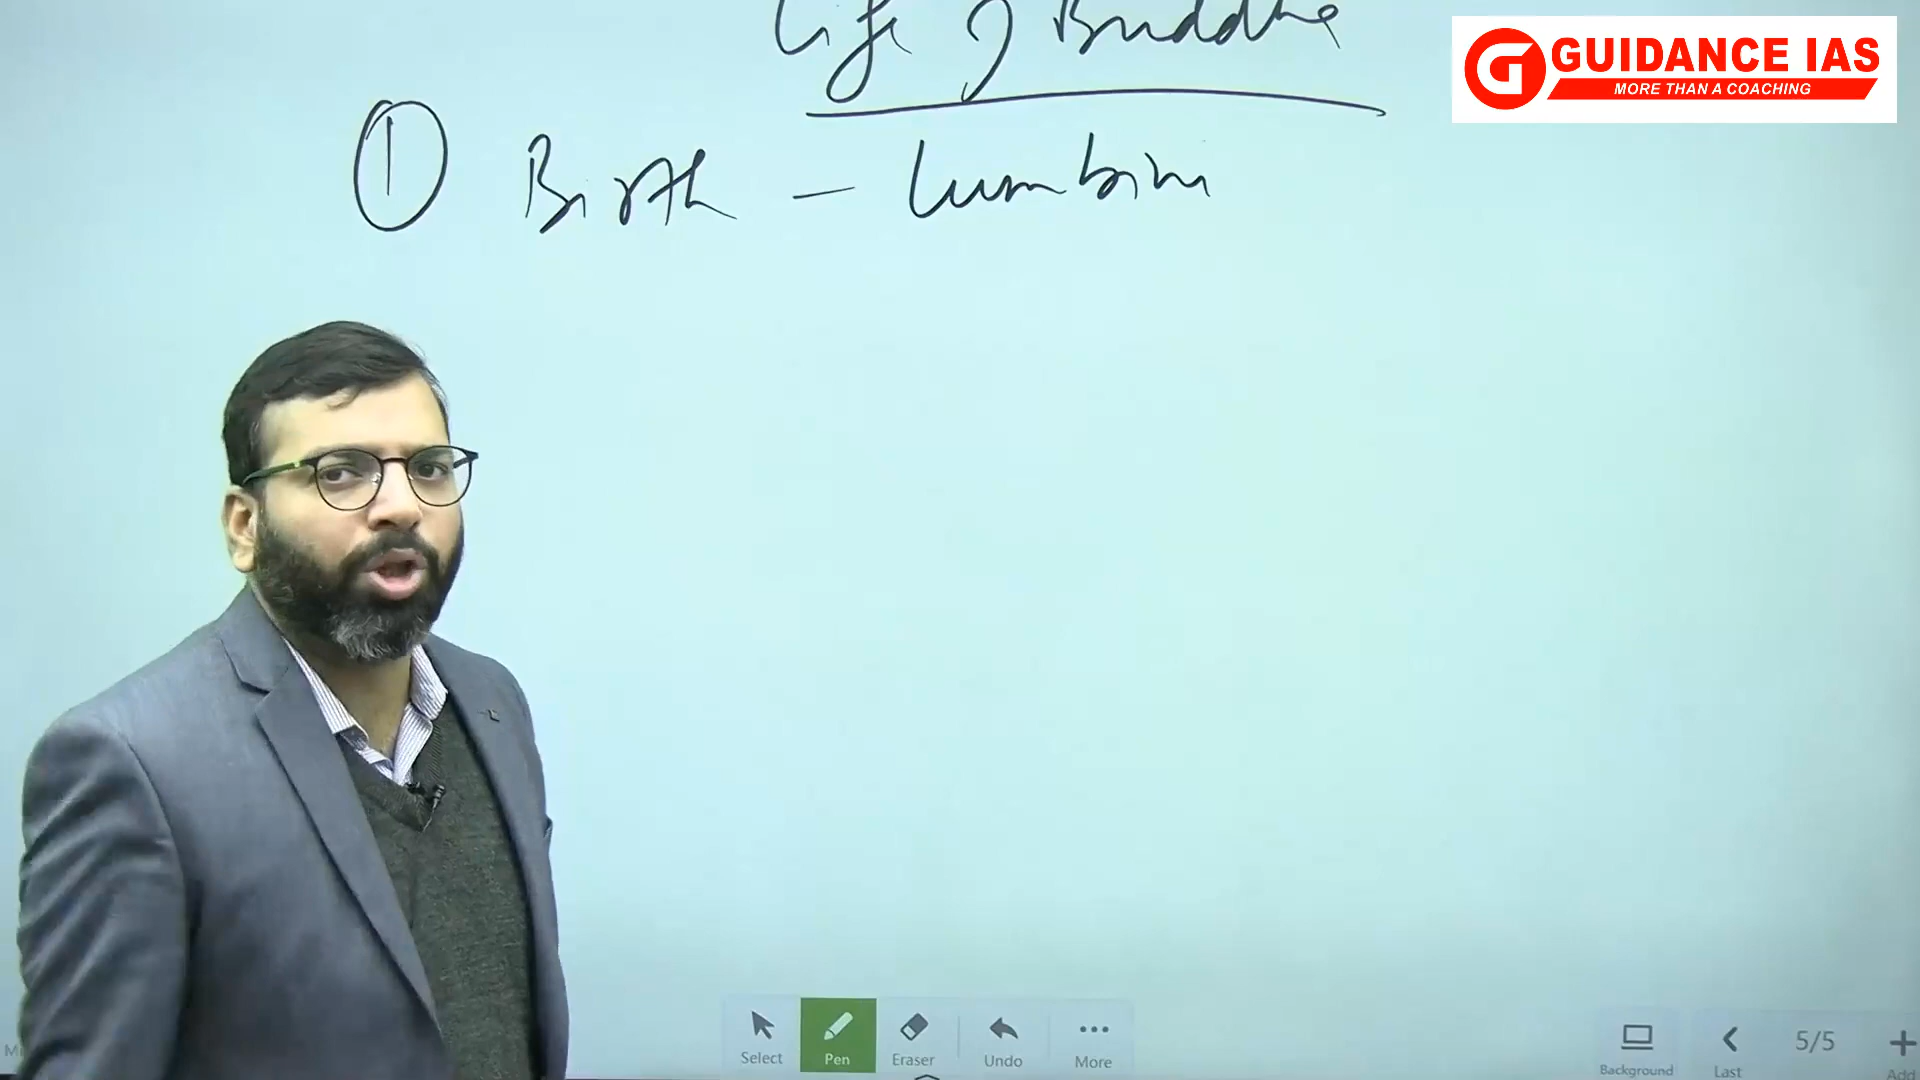 Life of Buddha
GUIDANCE IAS
MORE THAN A COACHING
① Birth – Lumbini
Select
Pen
Eraser
Undo
More
Background
Last
5/5
Add